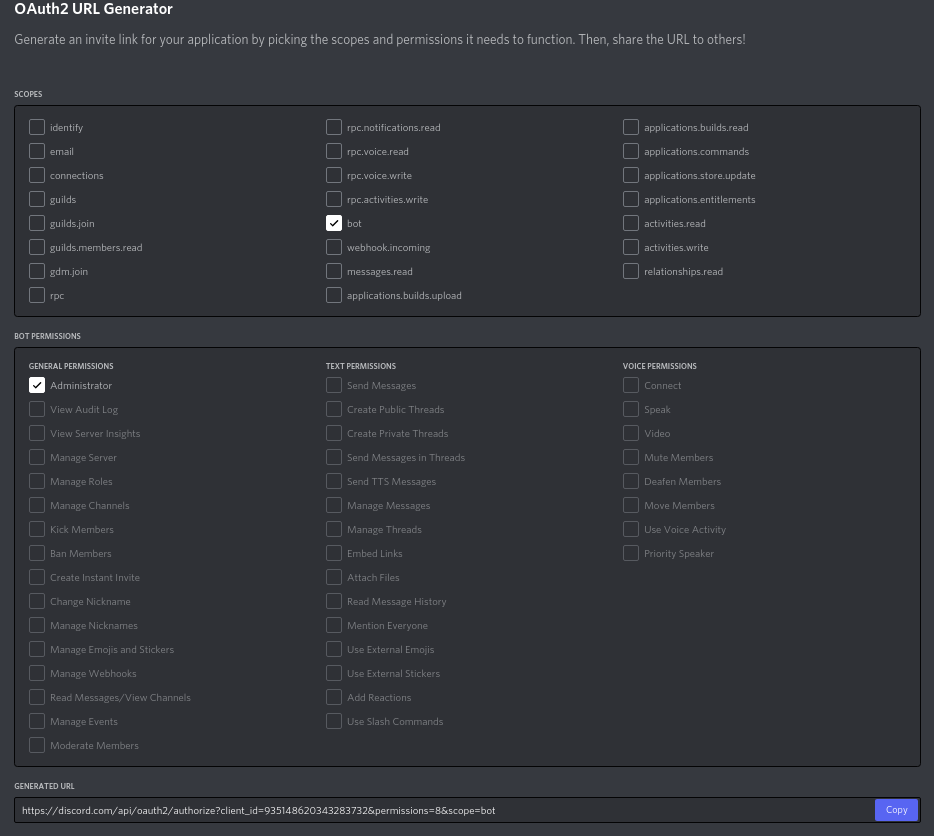 OAuth2 URL Generator
Generate an invite link for your application by picking the scopes and permissions it needs to function. Then, share the URL to others!
SCOPES
identify
email
connections
guilds
guilds.join
guilds.members.read
gdm.join
rpc
rpc.notifications.read
rpc.voice.read
rpc.voice.write
rpc.activities.write
bot
webhook.incoming
messages.read
applications.builds.upload
applications.builds.read
applications.commands
applications.store.update
applications.entitlements
activities.read
activities.write
relationships.read
BOT PERMISSIONS
GENERAL PERMISSIONS
Administrator
View Audit Log
View Server Insights
Manage Server
Manage Roles
Manage Channels
Kick Members
Ban Members
Create Instant Invite
Change Nickname
Manage Nicknames
Manage Emojis and Stickers
Manage Webhooks
Read Messages/View Channels
Manage Events
Moderate Members
TEXT PERMISSIONS
Send Messages
Create Public Threads
Create Private Threads
Send Messages in Threads
Send TTS Messages
Manage Messages
Manage Threads
Embed Links
Attach Files
Read Message History
Mention Everyone
Use External Emojis
Use External Stickers
Add Reactions
Use Slash Commands
VOICE PERMISSIONS
Connect
Speak
Video
Mute Members
Deafen Members
Move Members
Use Voice Activity
Priority Speaker
GENERATED URL
https://discord.com/api/oauth2/authorize?client_id=935148620343283732&permissions=8&scope=bot
Copy